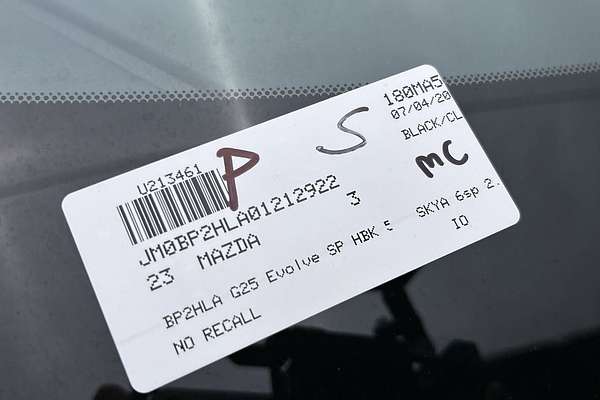 U213461 P S 180MA5
07/04/20
BLACK/CL
JM0BP2HLA01212922 MC
23 MAZDA 3
BP2HLA G25 Evolve SP HBK 5 SKYA 6sp 2.
NO RECALL IO